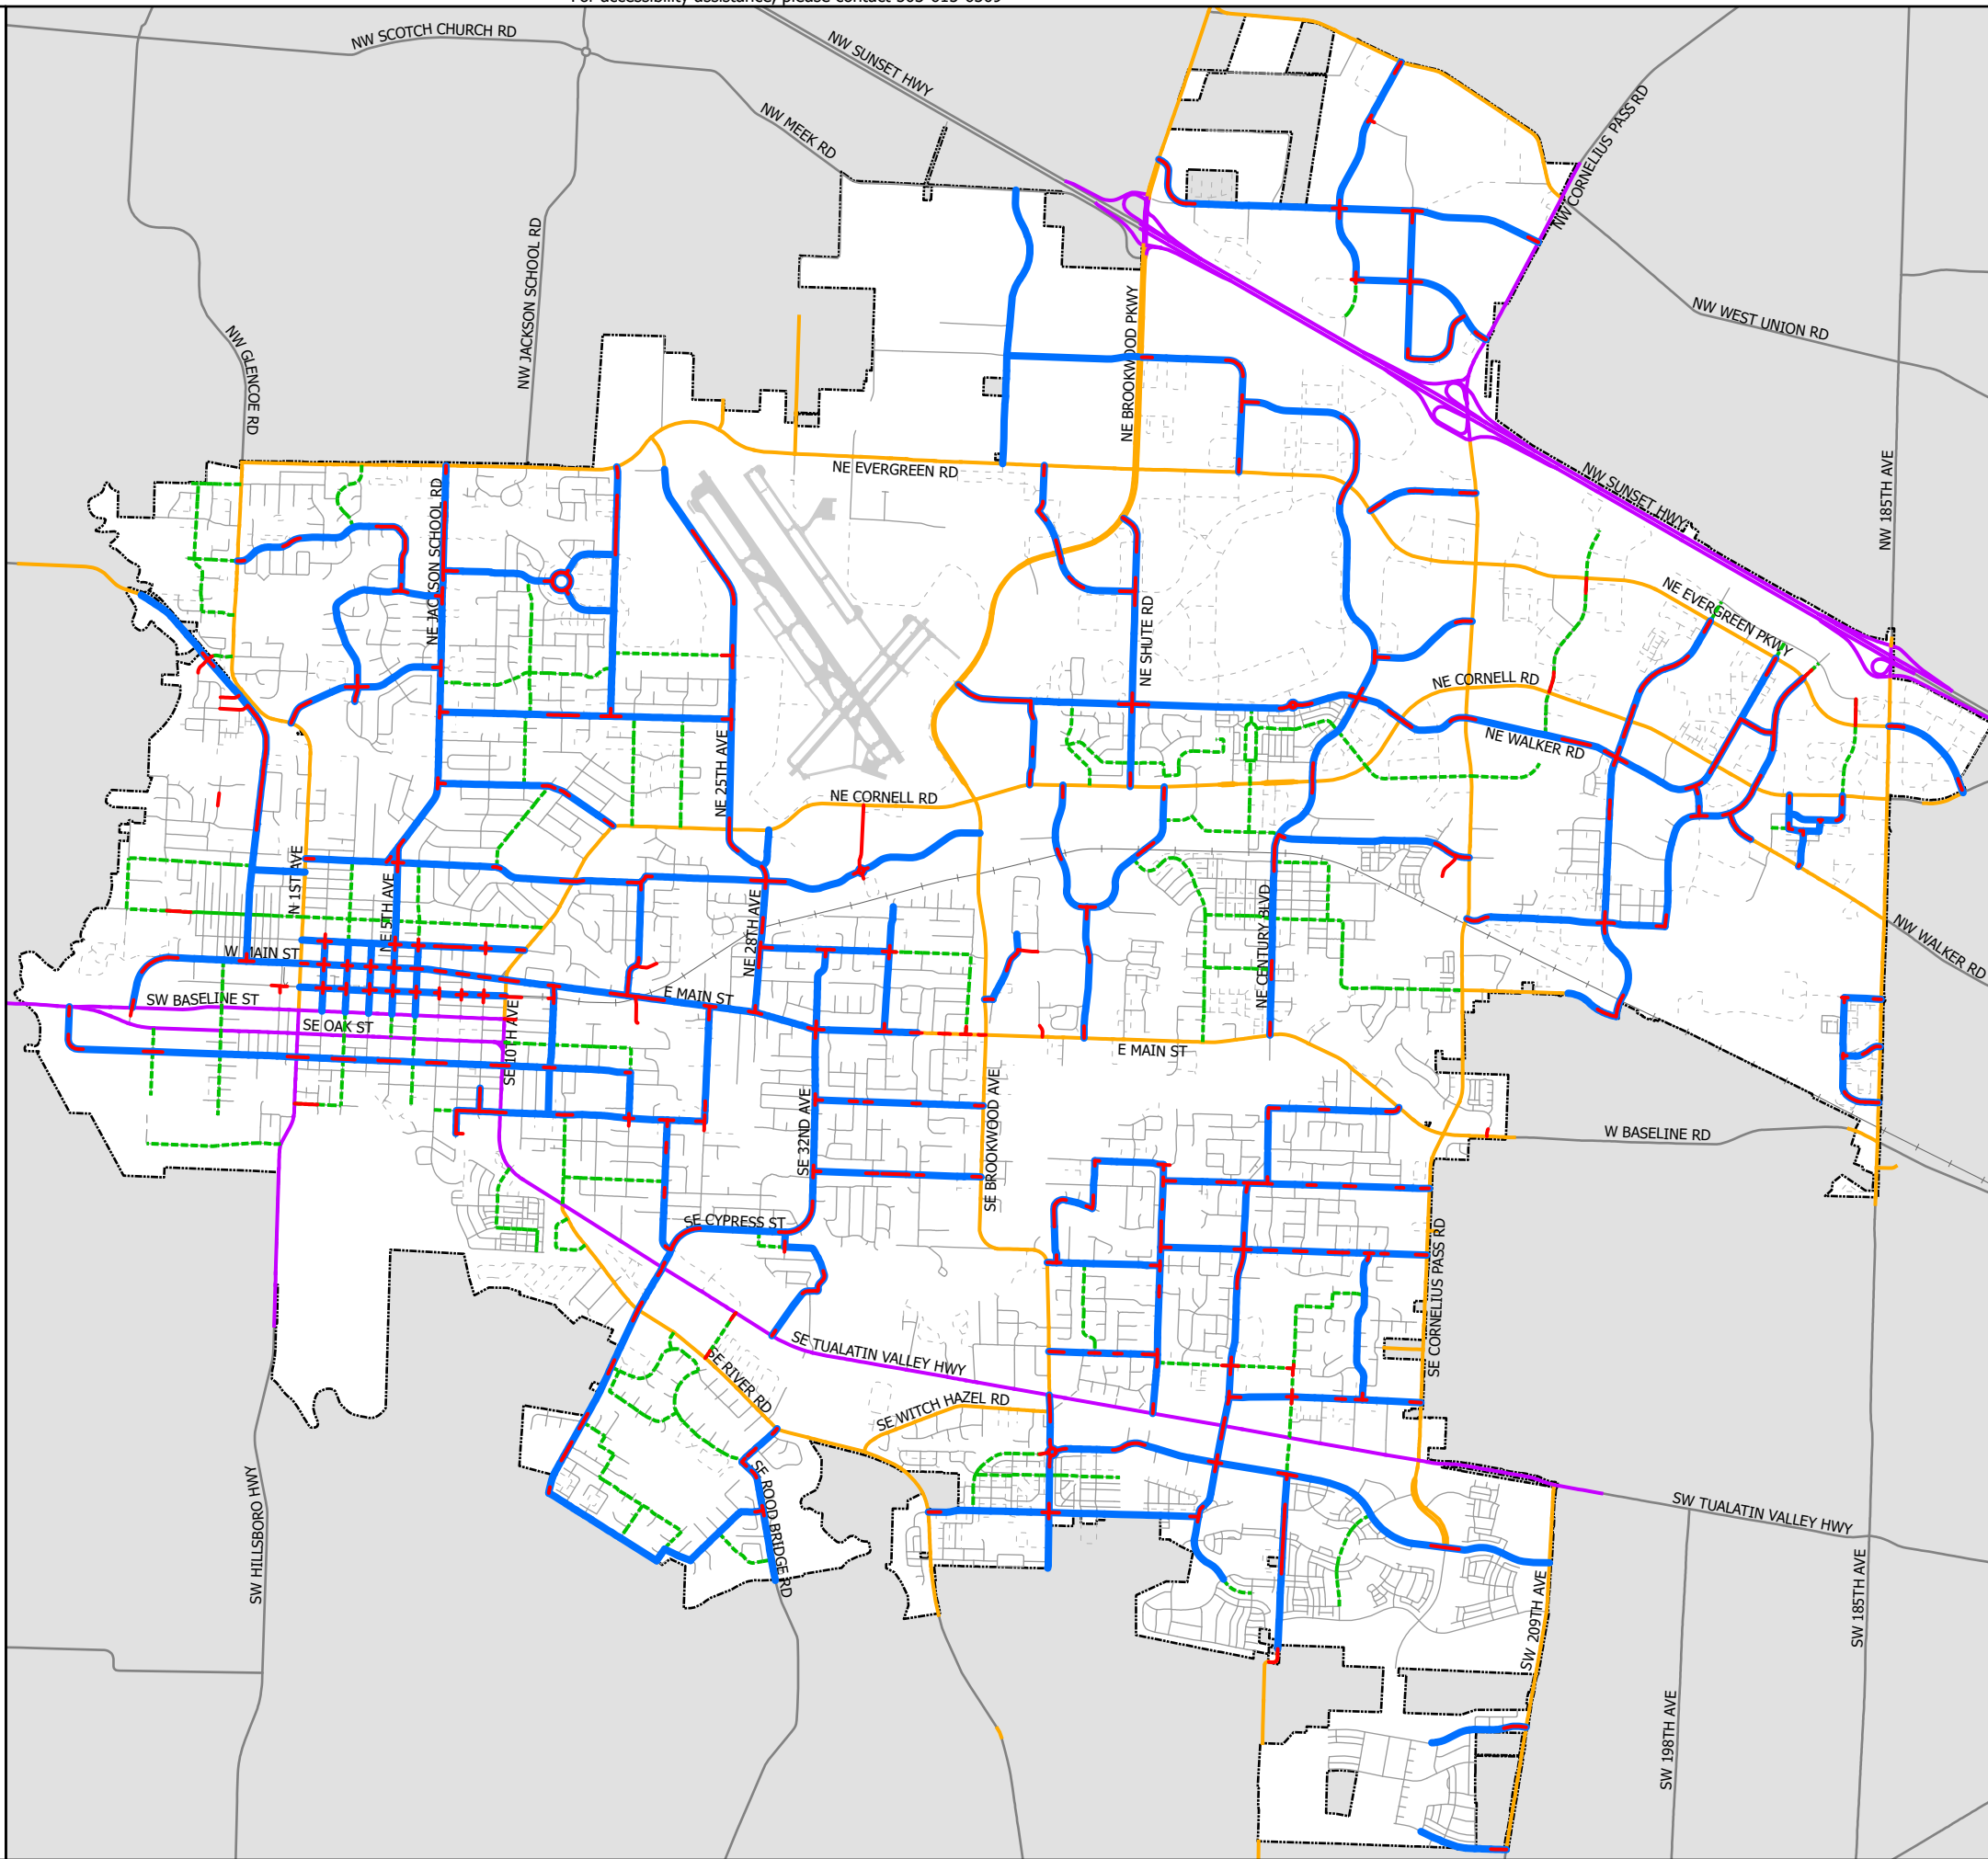 NW SCOTCH CHURCH RD
NW SUNSET HWY
NW MEEK RD
NW CORNELIUS PASS RD
NW JACKSON SCHOOL RD
NW GLENCOE RD
NE BROOKWOOD PKWY
NW WEST UNION RD
NE EVERGREEN RD
NW SUNSET HWY
NW 185TH AVE
NE JACKSON SCHOOL RD
NE SHUTE RD
NE EVERGREEN PKWY
NE CORNELL RD
NE WALKER RD
NE 25TH AVE
NE CORNELL RD
N 1ST AVE
NE 5TH AVE
NE 28TH AVE
NE CENTURY BLVD
NW WALKER RD
W MAIN ST
SW BASELINE ST
E MAIN ST
SE OAK ST
SE 10TH AVE
E MAIN ST
SE 32ND AVE
SE BROOKWOOD AVE
W BASELINE RD
SE CYPRESS ST
SE CORNELIUS PASS RD
SE TUALATIN VALLEY HWY
SE RIVER RD
SE WITCH HAZEL RD
SW HILLSBORO HWY
SE ROOD BRIDGE RD
SW TUALATIN VALLEY HWY
SW 209TH AVE
SW 185TH AVE
SW 198TH AVE